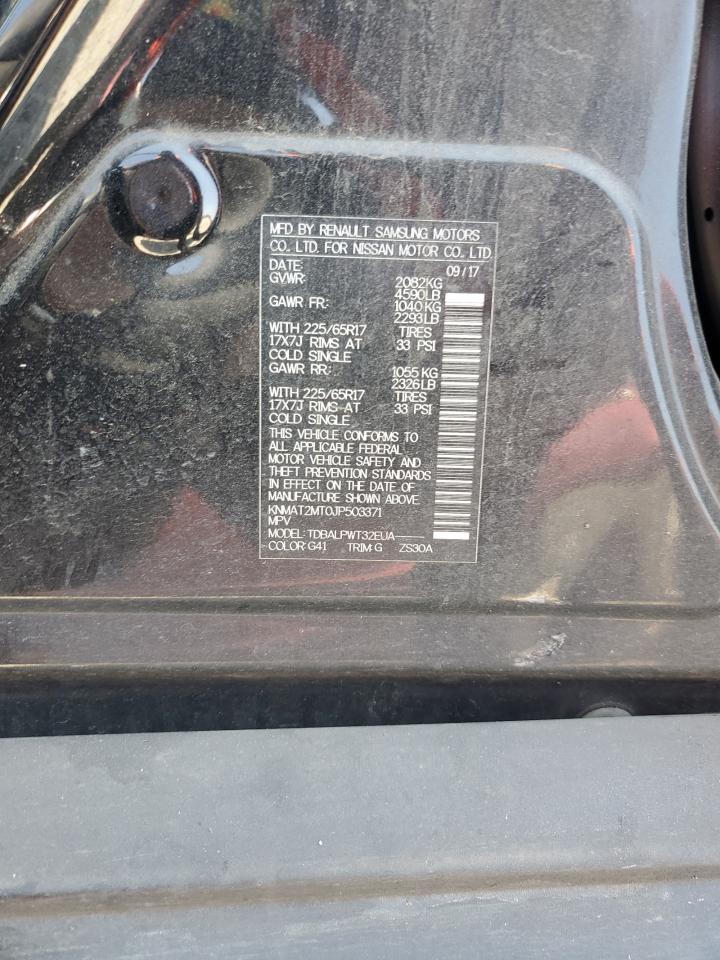 MFD BY RENAULT SAMSUNG MOTORS
CO. LTD. FOR NISSAN MOTOR CO. LTD
DATE: 09/17
GVWR: 2082KG
4590LB
GAWR FR: 1040KG
2293LB
WITH 225/65R17 TIRES
17X7J RIMS AT 33 PSI
COLD SINGLE
GAWR RR: 1055KG
2326LB
WITH 225/65R17 TIRES
17X7J RIMS AT 33 PSI
COLD SINGLE
THIS VEHICLE CONFORMS TO
ALL APPLICABLE FEDERAL
MOTOR VEHICLE SAFETY AND
THEFT PREVENTION STANDARDS
IN EFFECT ON THE DATE OF
MANUFACTURE SHOWN ABOVE.
KNMAT2MT0JP503371
MPV
MODEL: TDBALPWT32EUA-----
COLOR: G41 TRIM: G ZS30A